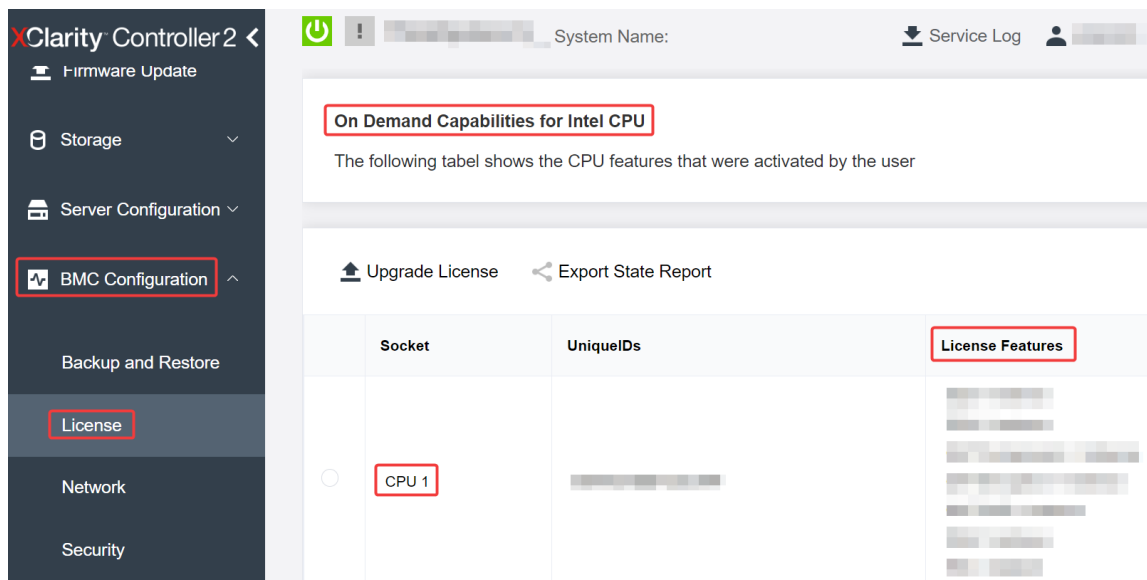 XClarity Controller 2
Firmware Update
Storage
Server Configuration
BMC Configuration
Backup and Restore
License
Network
Security
System Name:
Service Log
On Demand Capabilities for Intel CPU
The following tabel shows the CPU features that were activated by the user
Upgrade License
Export State Report
Socket UniqueIDs License Features
CPU 1